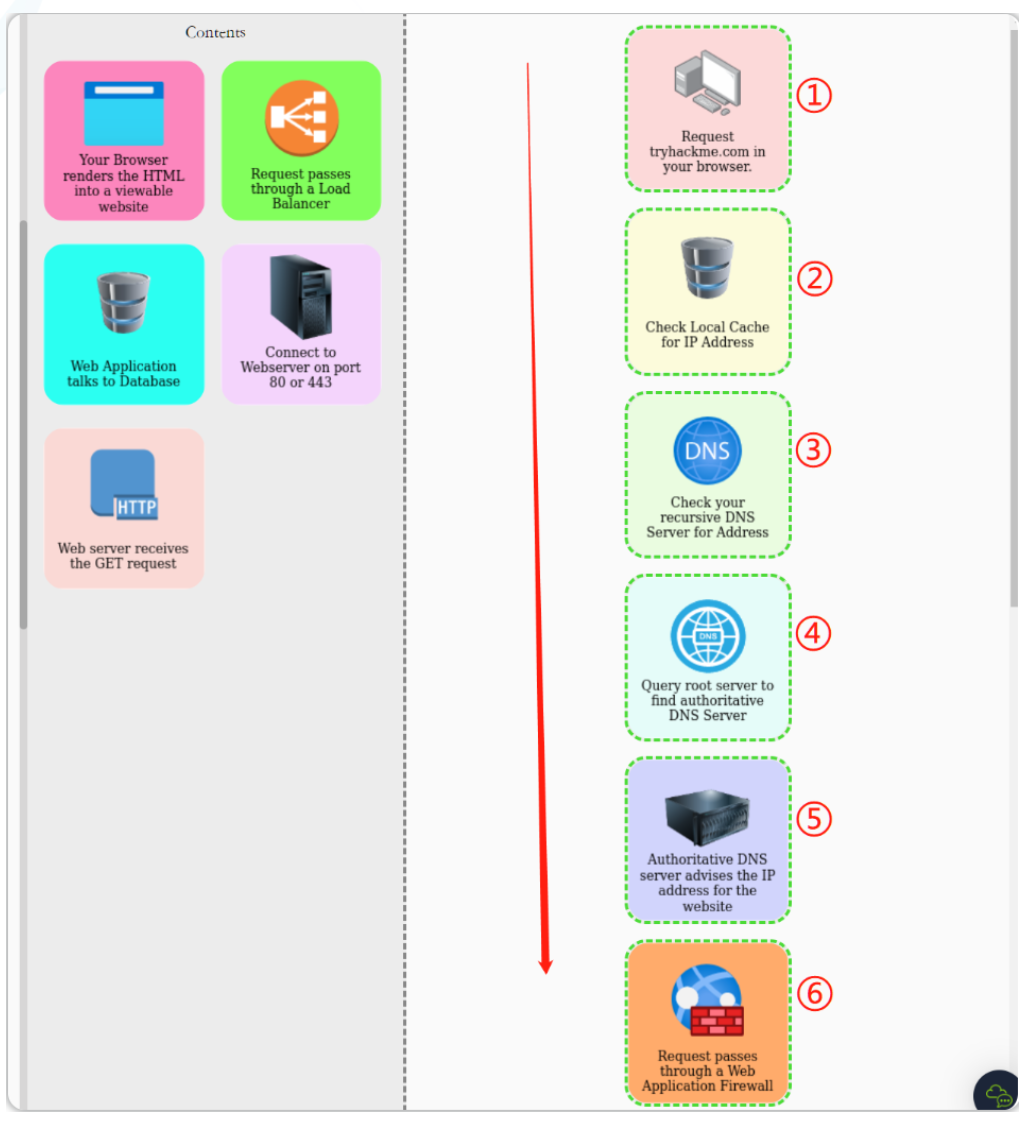 Contents
Your Browser
renders the HTML
into a viewable
website
Request passes
through a Load
Balancer
Web Application
talks to Database
Connect to
Webserver on port
80 or 443
HTTP
Web server receives
the GET request
①
Request
tryhackme.com in
your browser.
②
Check Local Cache
for IP Address
③
DNS
Check your
recursive DNS
Server for Address
④
DNS
Query root server to
find authoritative
DNS Server
⑤
Authoritative DNS
server advises the IP
address for the
website
⑥
Request passes
through a Web
Application Firewall